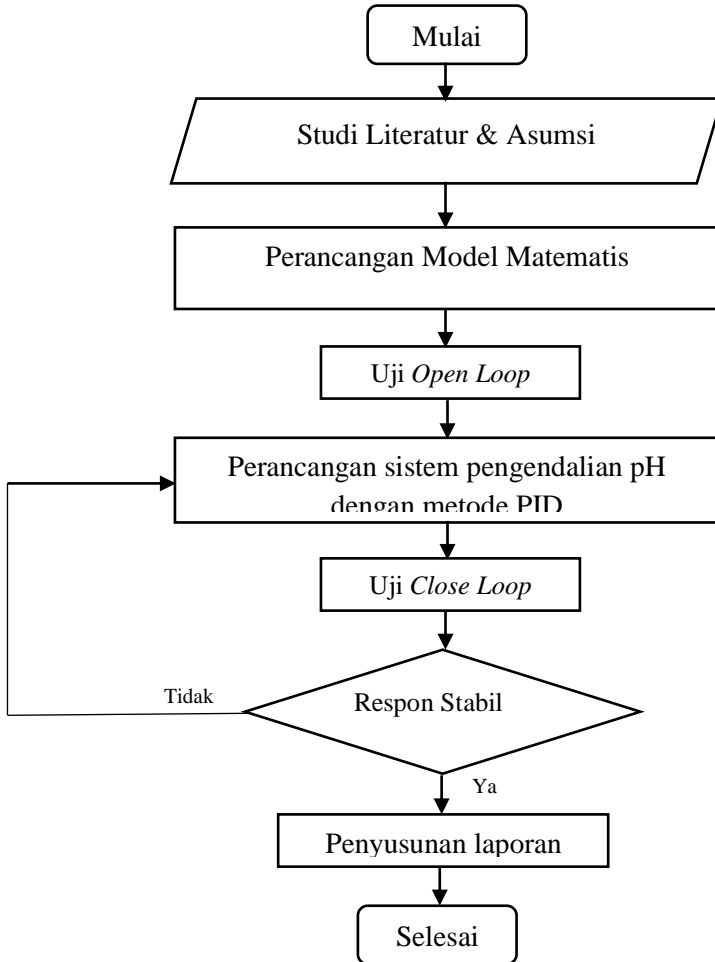 Mulai
Studi Literatur & Asumsi
Perancangan Model Matematis
Uji Open Loop
Perancangan sistem pengendalian pH
dengan metode PID
Uji Close Loop
Respon Stabil
Tidak
Ya
Penyusunan laporan
Selesai